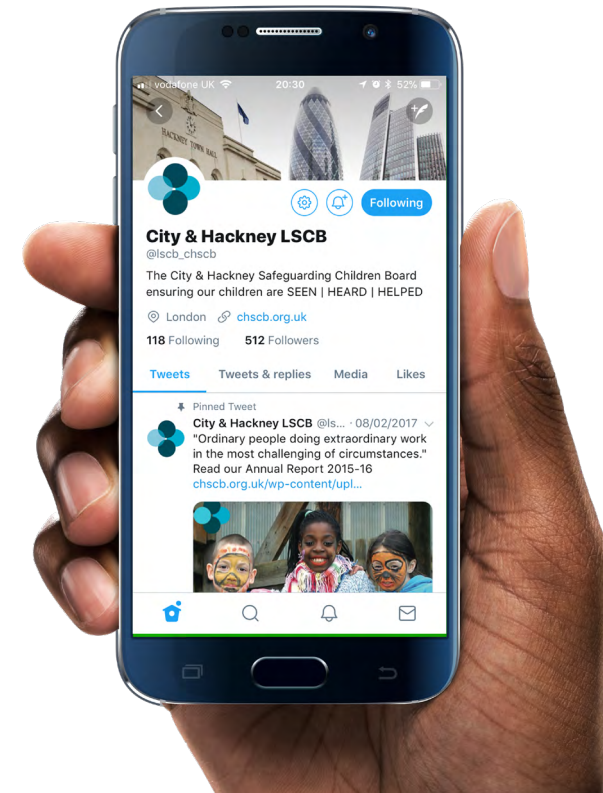 vodafone UK 20:30 52%
HACKNEY TOWN HALL
Following
City & Hackney LSCB
@lscb_chscb
The City & Hackney Safeguarding Children Board
ensuring our children are SEEN | HEARD | HELPED
London chscb.org.uk
118 Following 512 Followers
Tweets Tweets & replies Media Likes
Pinned Tweet
City & Hackney LSCB @ls... · 08/02/2017
"Ordinary people doing extraordinary work
in the most challenging of circumstances."
Read our Annual Report 2015-16
chscb.org.uk/wp-content/upl...